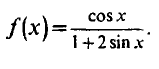 f(x) = cos x / (1 + 2 sin x).